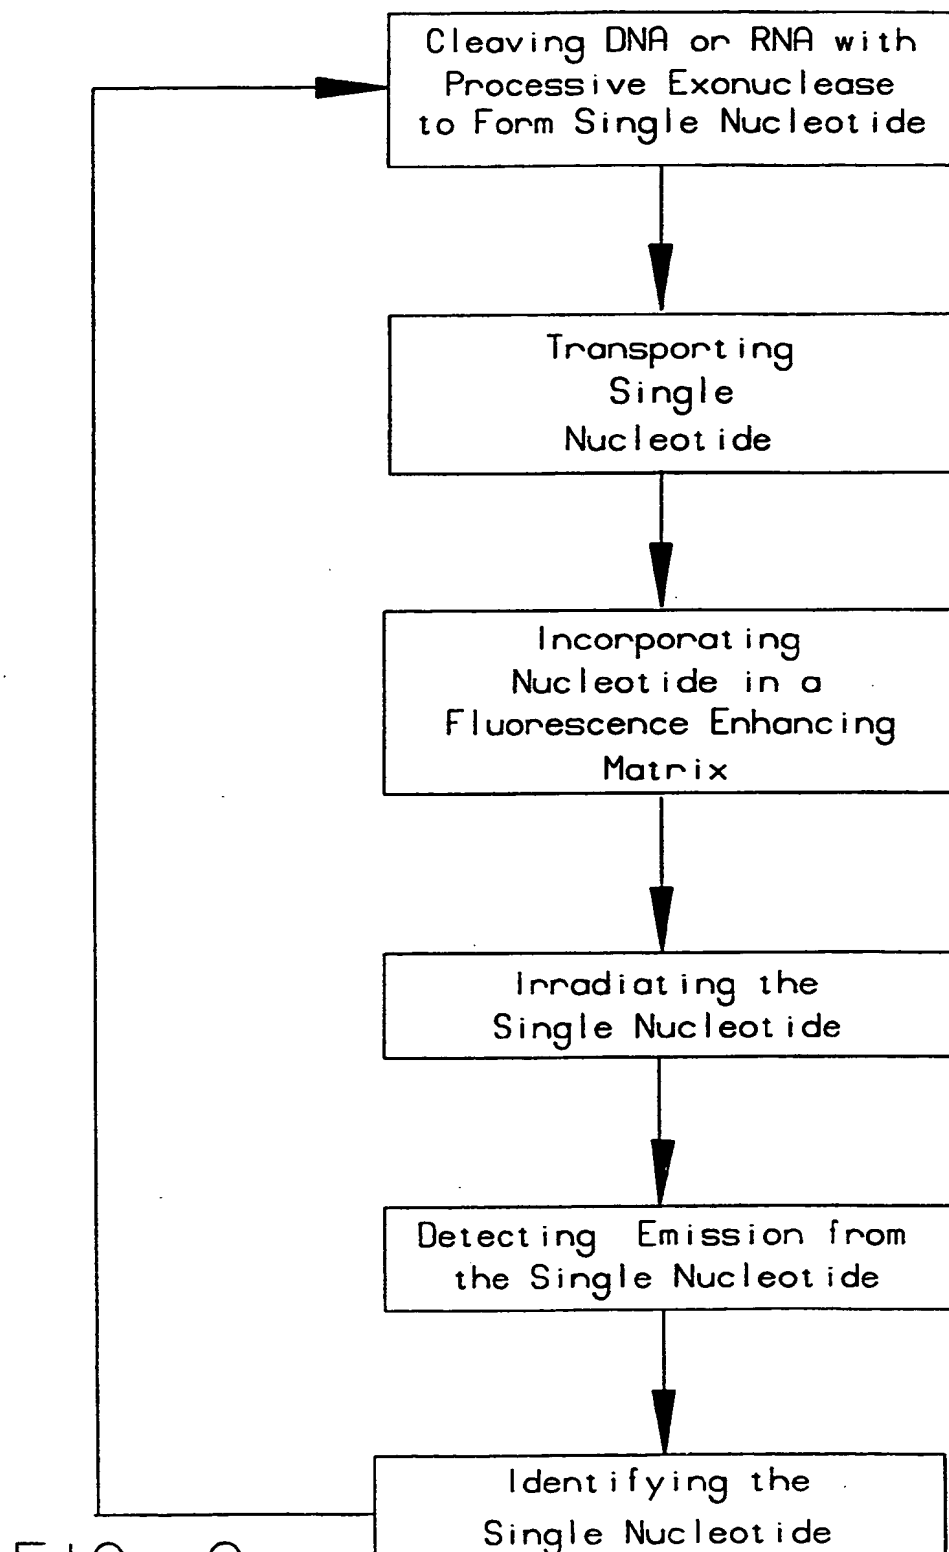 Cleaving DNA or RNA with
Processive Exonuclease
to Form Single Nucleotide
Transporting
Single
Nucleotide
Incorporating
Nucleotide in a
Fluorescence Enhancing
Matrix
Irradiating the
Single Nucleotide
Detecting Emission from
the Single Nucleotide
Identifying the
Single Nucleotide